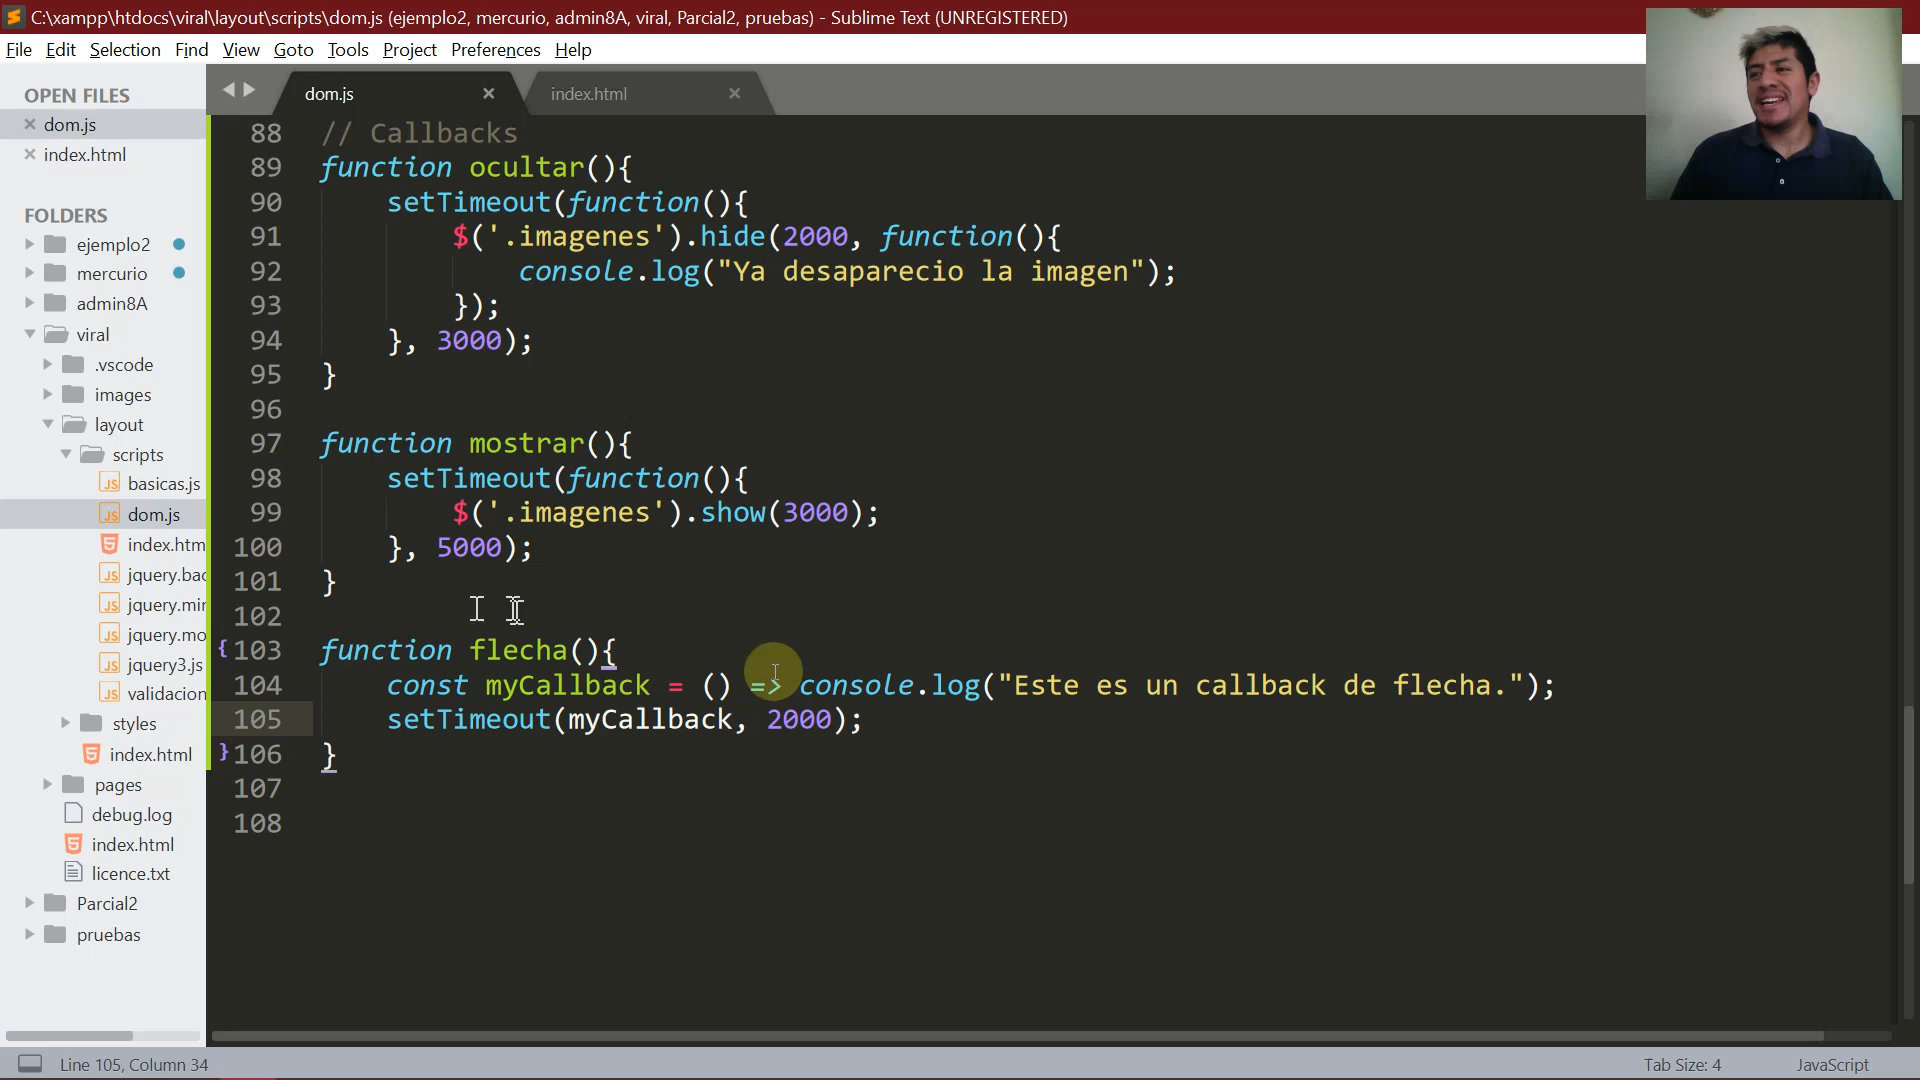 C:\xampp\htdocs\viral\layout\scripts\dom.js (ejemplo2, mercurio, admin8A, viral, Parcial2, pruebas) - Sublime Text (UNREGISTERED)
File Edit Selection Find View Goto Tools Project Preferences Help
OPEN FILES
dom.js
index.html
FOLDERS
ejemplo2
mercurio
admin8A
viral
.vscode
images
layout
scripts
basicas.js
dom.js
index.htm
jquery.bac
jquery.mir
jquery.mo
jquery3.js
validacion
styles
index.html
pages
debug.log
index.html
licence.txt
Parcial2
pruebas
dom.js index.html
88 // Callbacks
89 function ocultar(){
90 setTimeout(function(){
91 $('.imagenes').hide(2000, function(){
92 console.log("Ya desaparecio la imagen");
93 });
94 }, 3000);
95 }
96
97 function mostrar(){
98 setTimeout(function(){
99 $('.imagenes').show(3000);
100 }, 5000);
101 }
102
{ 103 function flecha(){
104 const myCallback = () => console.log("Este es un callback de flecha.");
105 setTimeout(myCallback, 2000);
} 106 }
107
108
Line 105, Column 34
Tab Size: 4 JavaScript